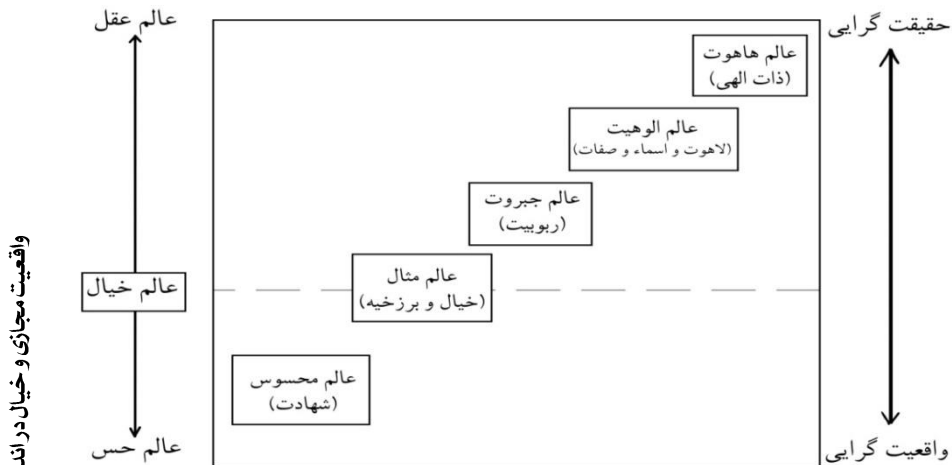 حقیقت گرایی
عالم عقل
عالم هاهوت
(ذات الهی)
عالم الوهیت
(لاهوت و اسماء و صفات)
عالم جبروت
(ربوبیت)
عالم مثال
(خیال و برزخیه)
عالم خیال
عالم محسوس
(شهادت)
واقعیت گرایی
عالم حس
واقعیت مجازی و خیال در